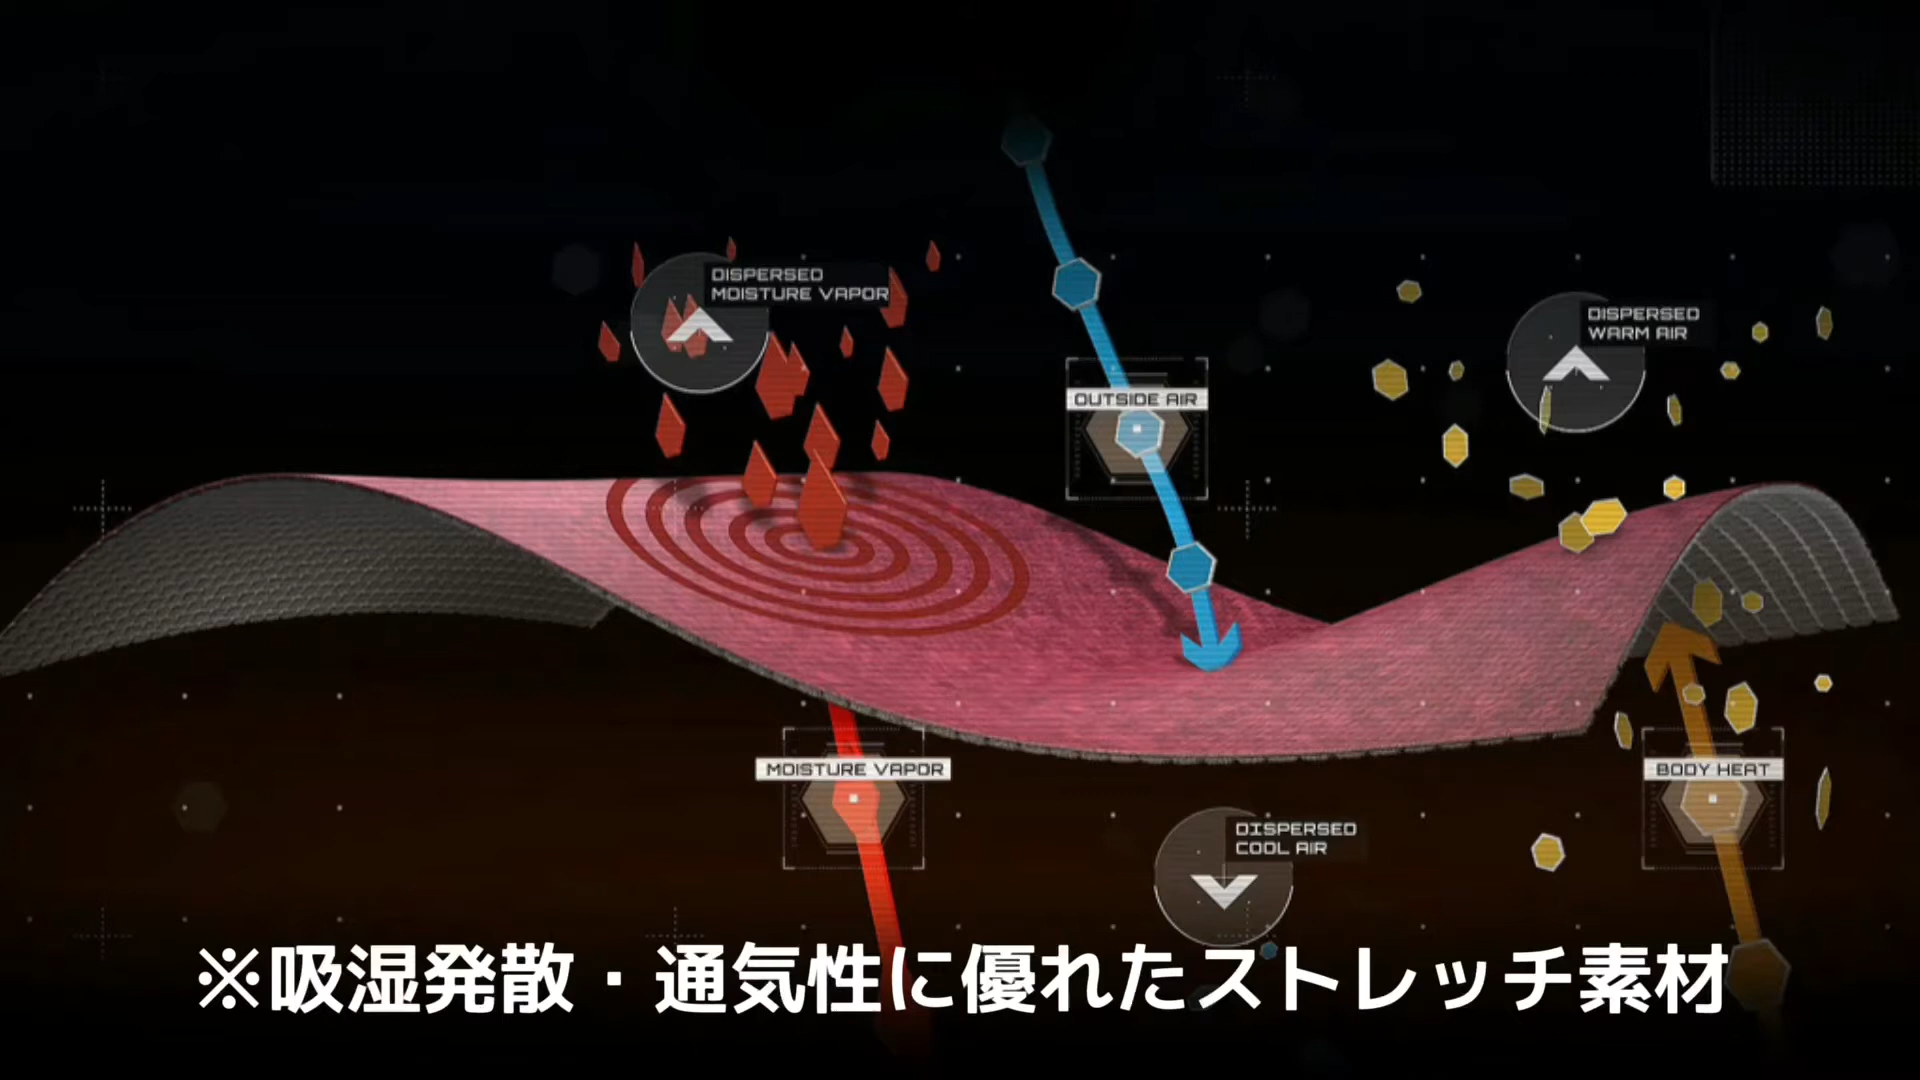 DISPERSED
MOISTURE VAPOR
DISPERSED
WARM AIR
OUTSIDE AIR
MOISTURE VAPOR
BODY HEAT
DISPERSED
COOL AIR
※吸湿発散・通気性に優れたストレッチ素材